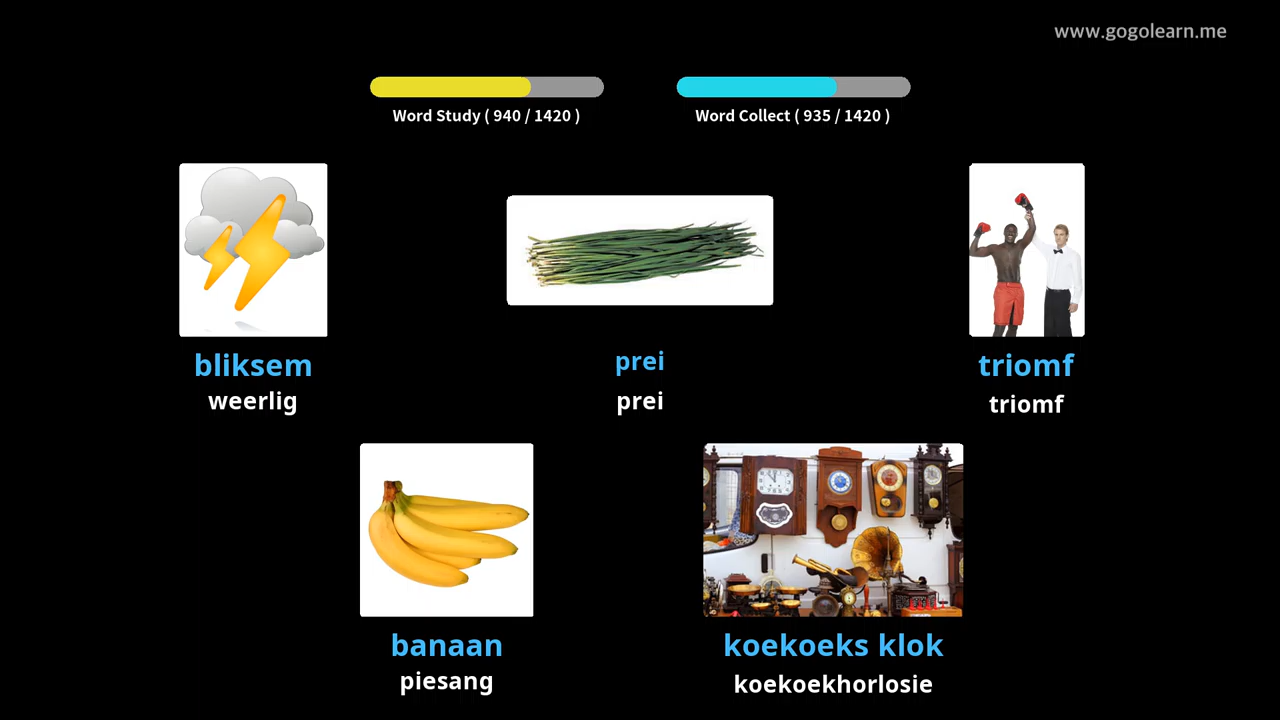 www.gogolearn.me
Word Study ( 940 / 1420 )
Word Collect ( 935 / 1420 )
bliksem
weerlig
prei
prei
triomf
triomf
banaan
piesang
koekoeks klok
koekoekhorlosie